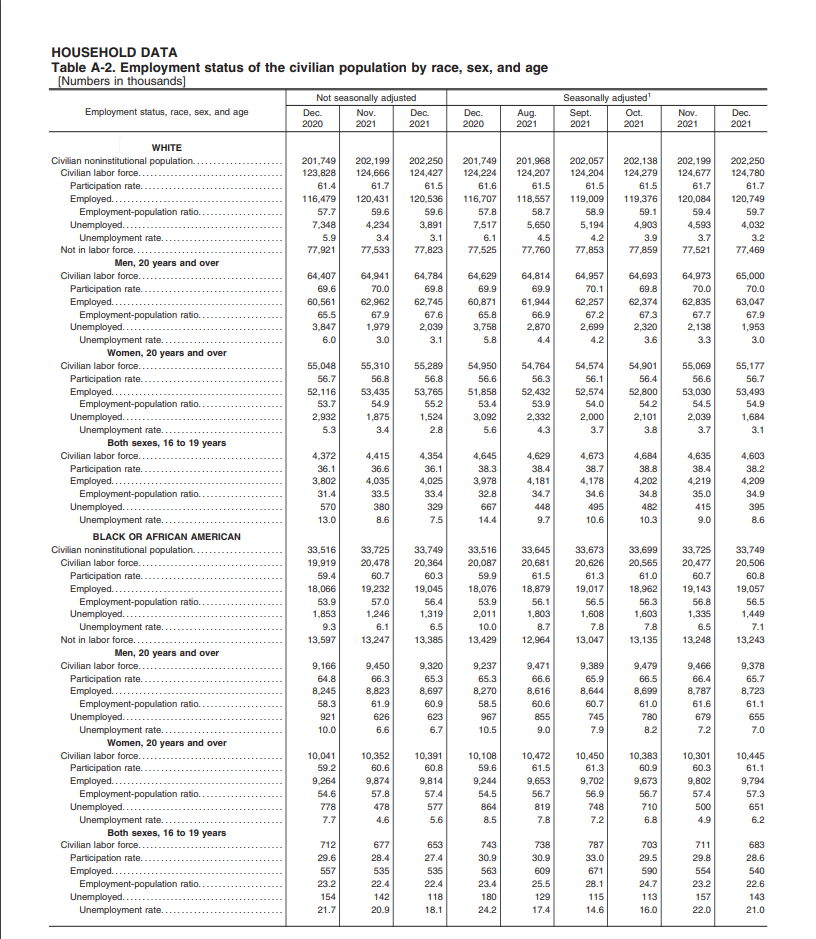 HOUSEHOLD DATA
Table A-2. Employment status of the civilian population by race, sex, and age
[Numbers in thousands]
Employment status, race, sex, and age Not seasonally adjusted Seasonally adjusted1
Dec. 2020 Nov. 2021 Dec. 2021 Dec. 2020 Aug. 2021 Sept. 2021 Oct. 2021 Nov. 2021 Dec. 2021
WHITE
Civilian noninstitutional population. 201,749 202,199 202,250 201,749 201,968 202,057 202,138 202,199 202,250
Civilian labor force. 123,828 124,666 124,427 124,224 124,207 124,204 124,279 124,677 124,780
Participation rate. 61.4 61.7 61.5 61.6 61.5 61.5 61.5 61.7 61.7
Employed. 116,479 120,431 120,536 116,707 118,557 119,009 119,376 120,084 120,749
Employment-population ratio. 57.7 59.6 59.6 57.8 58.7 58.9 59.1 59.4 59.7
Unemployed. 7,348 4,234 3,891 7,517 5,650 5,194 4,903 4,593 4,032
Unemployment rate. 5.9 3.4 3.1 6.1 4.5 4.2 3.9 3.7 3.2
Not in labor force. 77,921 77,533 77,823 77,525 77,760 77,853 77,859 77,521 77,469
Men, 20 years and over
Civilian labor force. 64,407 64,941 64,784 64,629 64,814 64,957 64,693 64,973 65,000
Participation rate. 69.6 70.0 69.8 69.9 69.9 70.1 69.8 70.0 70.0
Employed. 60,561 62,962 62,745 60,871 61,944 62,257 62,374 62,835 63,047
Employment-population ratio. 65.5 67.9 67.6 65.8 66.9 67.2 67.3 67.7 67.9
Unemployed. 3,847 1,979 2,039 3,758 2,870 2,699 2,320 2,138 1,953
Unemployment rate. 6.0 3.0 3.1 5.8 4.4 4.2 3.6 3.3 3.0
Women, 20 years and over
Civilian labor force. 55,048 55,310 55,289 54,950 54,764 54,574 54,901 55,069 55,177
Participation rate. 56.7 56.8 56.8 56.6 56.3 56.1 56.4 56.6 56.7
Employed. 52,116 53,435 53,765 51,858 52,432 52,574 52,800 53,030 53,493
Employment-population ratio. 53.7 54.9 55.2 53.4 53.9 54.0 54.2 54.5 54.9
Unemployed. 2,932 1,875 1,524 3,092 2,332 2,000 2,101 2,039 1,684
Unemployment rate. 5.3 3.4 2.8 5.6 4.3 3.7 3.8 3.7 3.1
Both sexes, 16 to 19 years
Civilian labor force. 4,372 4,415 4,354 4,645 4,629 4,673 4,684 4,635 4,603
Participation rate. 36.1 36.6 36.1 38.3 38.4 38.7 38.8 38.4 38.2
Employed. 3,802 4,035 4,025 3,978 4,181 4,178 4,202 4,219 4,209
Employment-population ratio. 31.4 33.5 33.4 32.8 34.7 34.6 34.8 35.0 34.9
Unemployed. 570 380 329 667 448 495 482 415 395
Unemployment rate. 13.0 8.6 7.5 14.4 9.7 10.6 10.3 9.0 8.6
BLACK OR AFRICAN AMERICAN
Civilian noninstitutional population. 33,516 33,725 33,749 33,516 33,645 33,673 33,699 33,725 33,749
Civilian labor force. 19,919 20,478 20,364 20,087 20,681 20,626 20,565 20,477 20,506
Participation rate. 59.4 60.7 60.3 59.9 61.5 61.3 61.0 60.7 60.8
Employed. 18,066 19,232 19,045 18,076 18,879 19,017 18,962 19,143 19,057
Employment-population ratio. 53.9 57.0 56.4 53.9 56.1 56.5 56.3 56.8 56.5
Unemployed. 1,853 1,246 1,319 2,011 1,803 1,608 1,603 1,335 1,449
Unemployment rate. 9.3 6.1 6.5 10.0 8.7 7.8 7.8 6.5 7.1
Not in labor force. 13,597 13,247 13,385 13,429 12,964 13,047 13,135 13,248 13,243
Men, 20 years and over
Civilian labor force. 9,166 9,450 9,320 9,237 9,471 9,389 9,479 9,466 9,378
Participation rate. 64.8 66.3 65.3 65.3 66.6 65.9 66.5 66.4 65.7
Employed. 8,245 8,823 8,697 8,270 8,616 8,644 8,699 8,787 8,723
Employment-population ratio. 58.3 61.9 60.9 58.5 60.6 60.7 61.0 61.6 61.1
Unemployed. 921 626 623 967 855 745 780 679 655
Unemployment rate. 10.0 6.6 6.7 10.5 9.0 7.9 8.2 7.2 7.0
Women, 20 years and over
Civilian labor force. 10,041 10,352 10,391 10,108 10,472 10,450 10,383 10,301 10,445
Participation rate. 59.2 60.6 60.8 59.6 61.5 61.3 60.9 60.3 61.1
Employed. 9,264 9,874 9,814 9,244 9,653 9,702 9,673 9,802 9,794
Employment-population ratio. 54.6 57.8 57.4 54.5 56.7 56.9 56.7 57.4 57.3
Unemployed. 778 478 577 864 819 748 710 500 651
Unemployment rate. 7.7 4.6 5.6 8.5 7.8 7.2 6.8 4.9 6.2
Both sexes, 16 to 19 years
Civilian labor force. 712 677 653 743 738 787 703 711 683
Participation rate. 29.6 28.4 27.4 30.9 30.9 33.0 29.5 29.8 28.6
Employed. 557 535 535 563 609 671 590 554 540
Employment-population ratio. 23.2 22.4 22.4 23.4 25.5 28.1 24.7 23.2 22.6
Unemployed. 154 142 118 180 129 115 113 157 143
Unemployment rate. 21.7 20.9 18.1 24.2 17.4 14.6 16.0 22.0 21.0